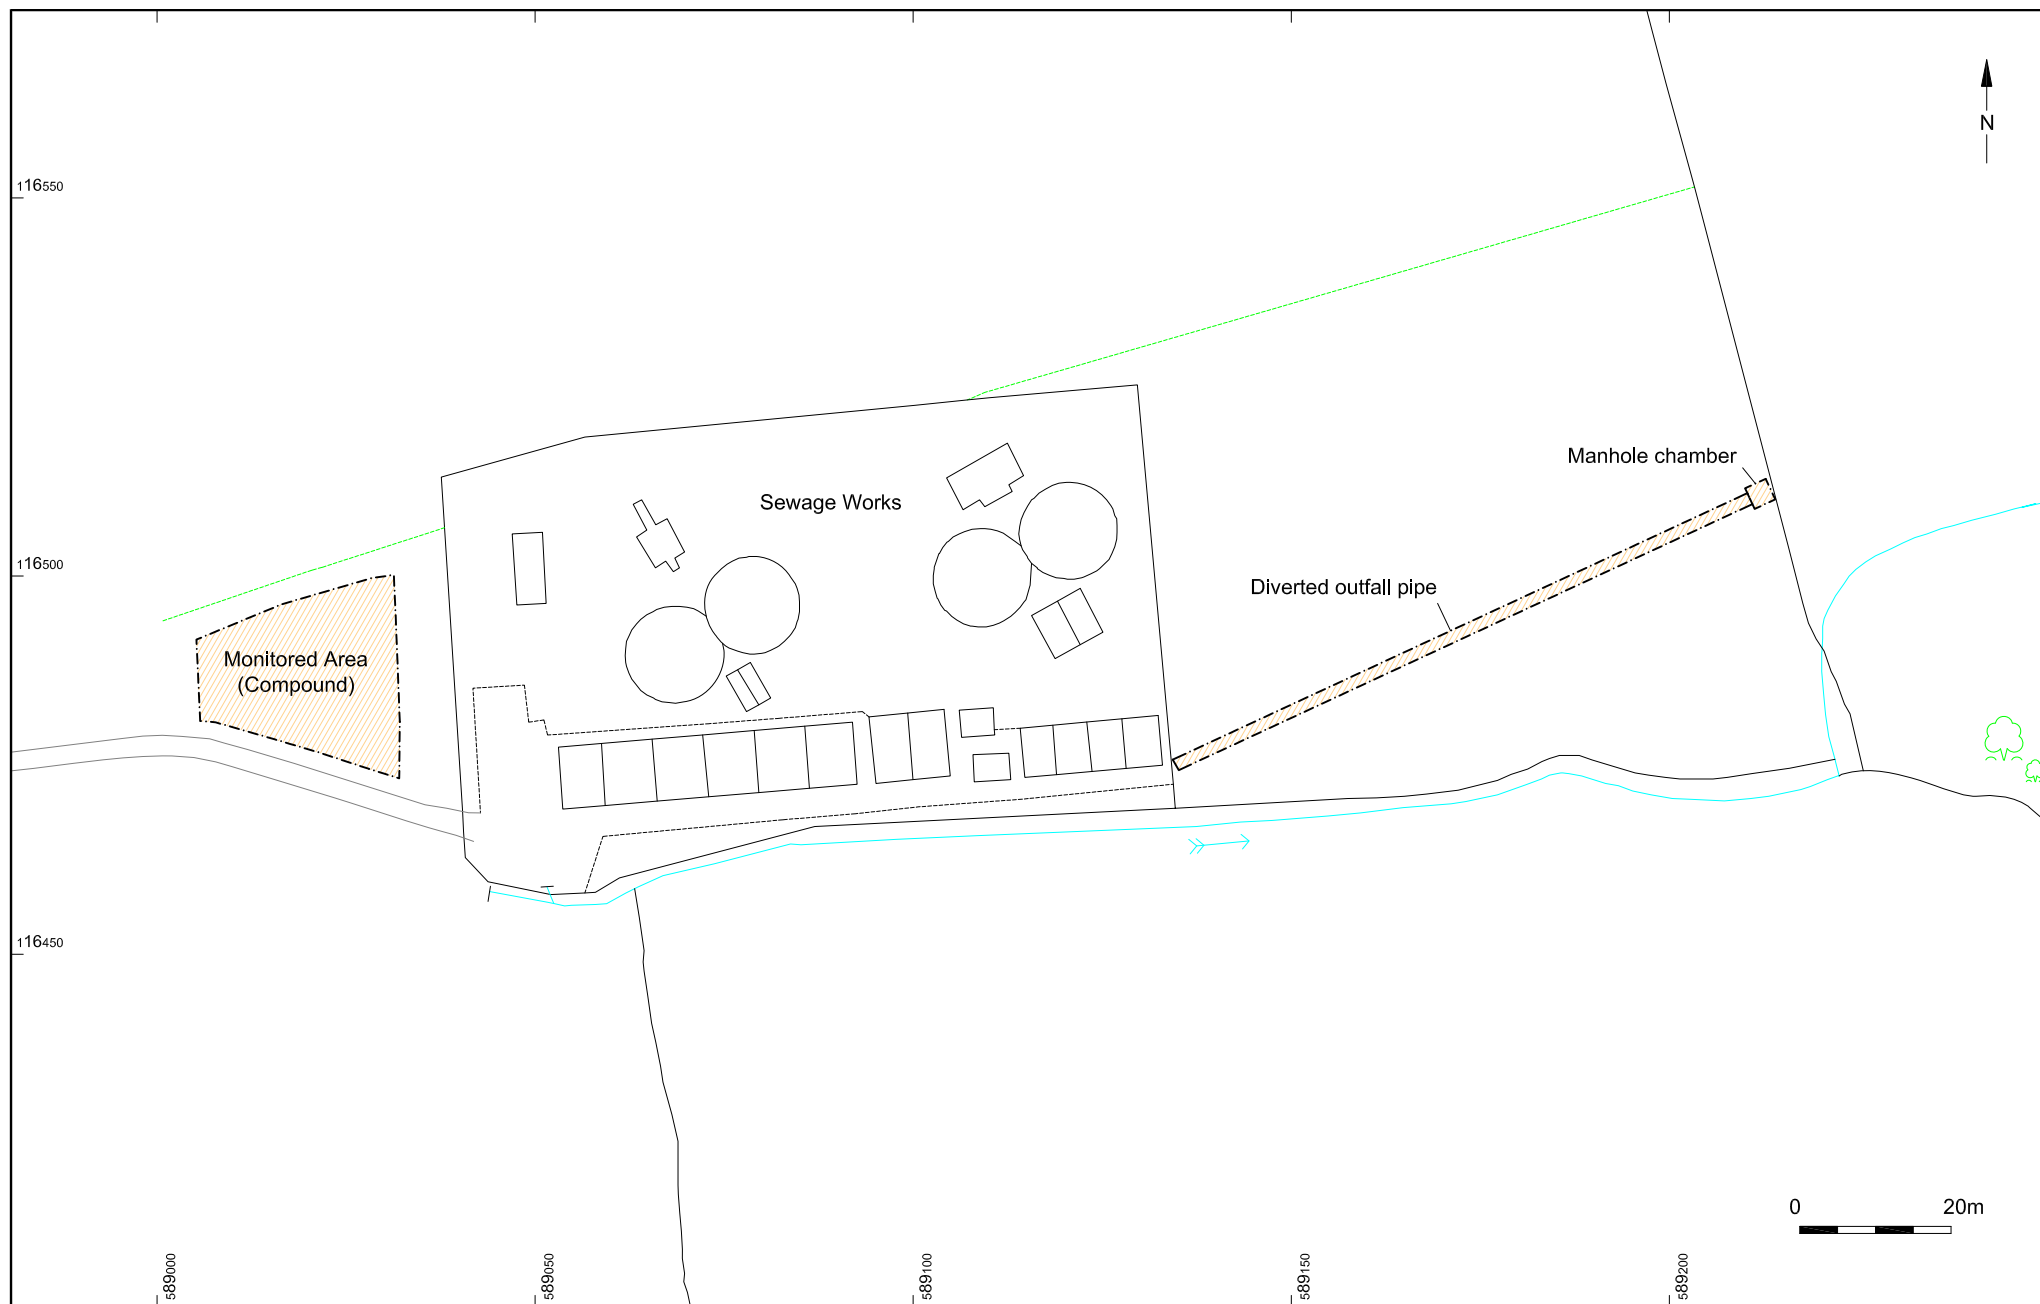 N
116550
Manhole chamber
Sewage Works
116500
Diverted outfall pipe
Monitored Area
(Compound)
116450
0 20m
589000
589050
589100
589150
589200